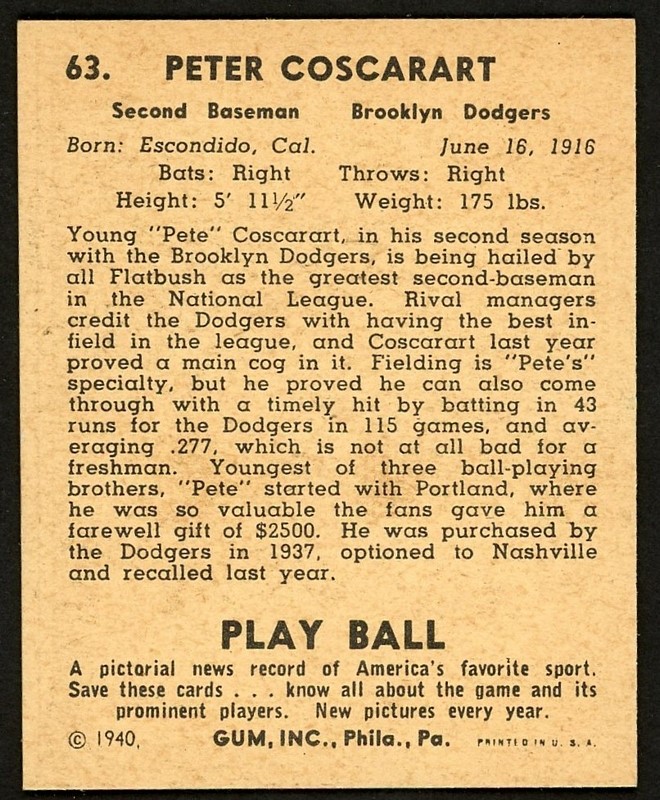 63. PETER COSCARART
Second Baseman Brooklyn Dodgers
Born: Escondido, Cal. June 16, 1916
Bats: Right Throws: Right
Height: 5' 11½" Weight: 175 lbs.
Young "Pete" Coscarart, in his second season
with the Brooklyn Dodgers, is being hailed by
all Flatbush as the greatest second-baseman
in the National League. Rival managers
credit the Dodgers with having the best in-
field in the league, and Coscarart last year
proved a main cog in it. Fielding is "Pete's"
specialty, but he proved he can also come
through with a timely hit by batting in 43
runs for the Dodgers in 115 games, and av-
eraging .277, which is not at all bad for a
freshman. Youngest of three ball-playing
brothers, "Pete" started with Portland, where
he was so valuable the fans gave him a
farewell gift of $2500. He was purchased by
the Dodgers in 1937, optioned to Nashville
and recalled last year.
PLAY BALL
A pictorial news record of America's favorite sport.
Save these cards . . . know all about the game and its
prominent players. New pictures every year.
© 1940, GUM, INC., Phila., Pa. PRINTED IN U. S. A.